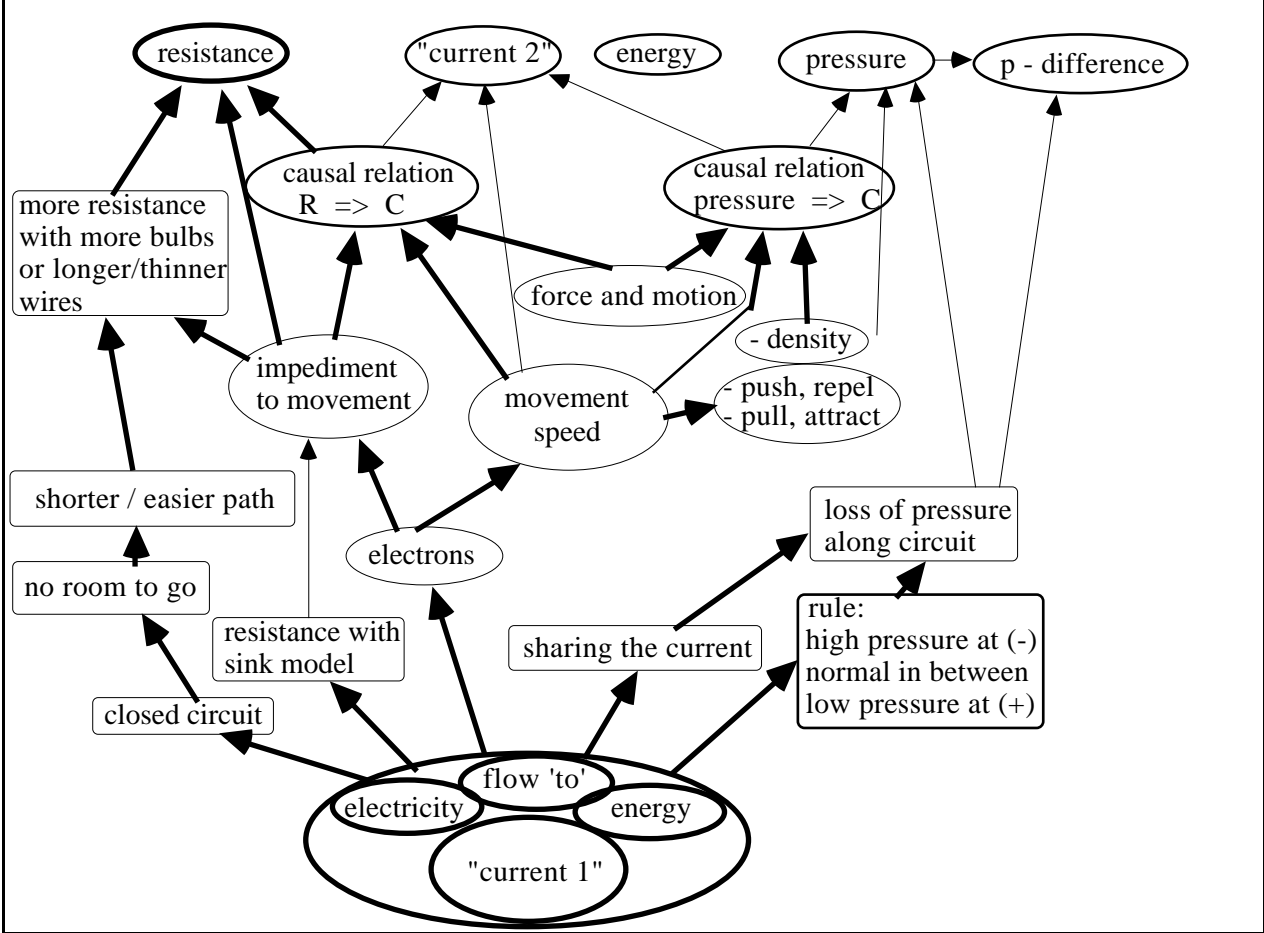 resistance
"current 2"
energy
pressure
p - difference
causal relation
R => C
causal relation
pressure => C
more resistance
with more bulbs
or longer/thinner
wires
force and motion
- density
impediment
to movement
movement
speed
- push, repel
- pull, attract
shorter / easier path
loss of pressure
along circuit
electrons
no room to go
resistance with
sink model
sharing the current
rule:
high pressure at (-)
normal in between
low pressure at (+)
closed circuit
flow 'to'
electricity
energy
"current 1"